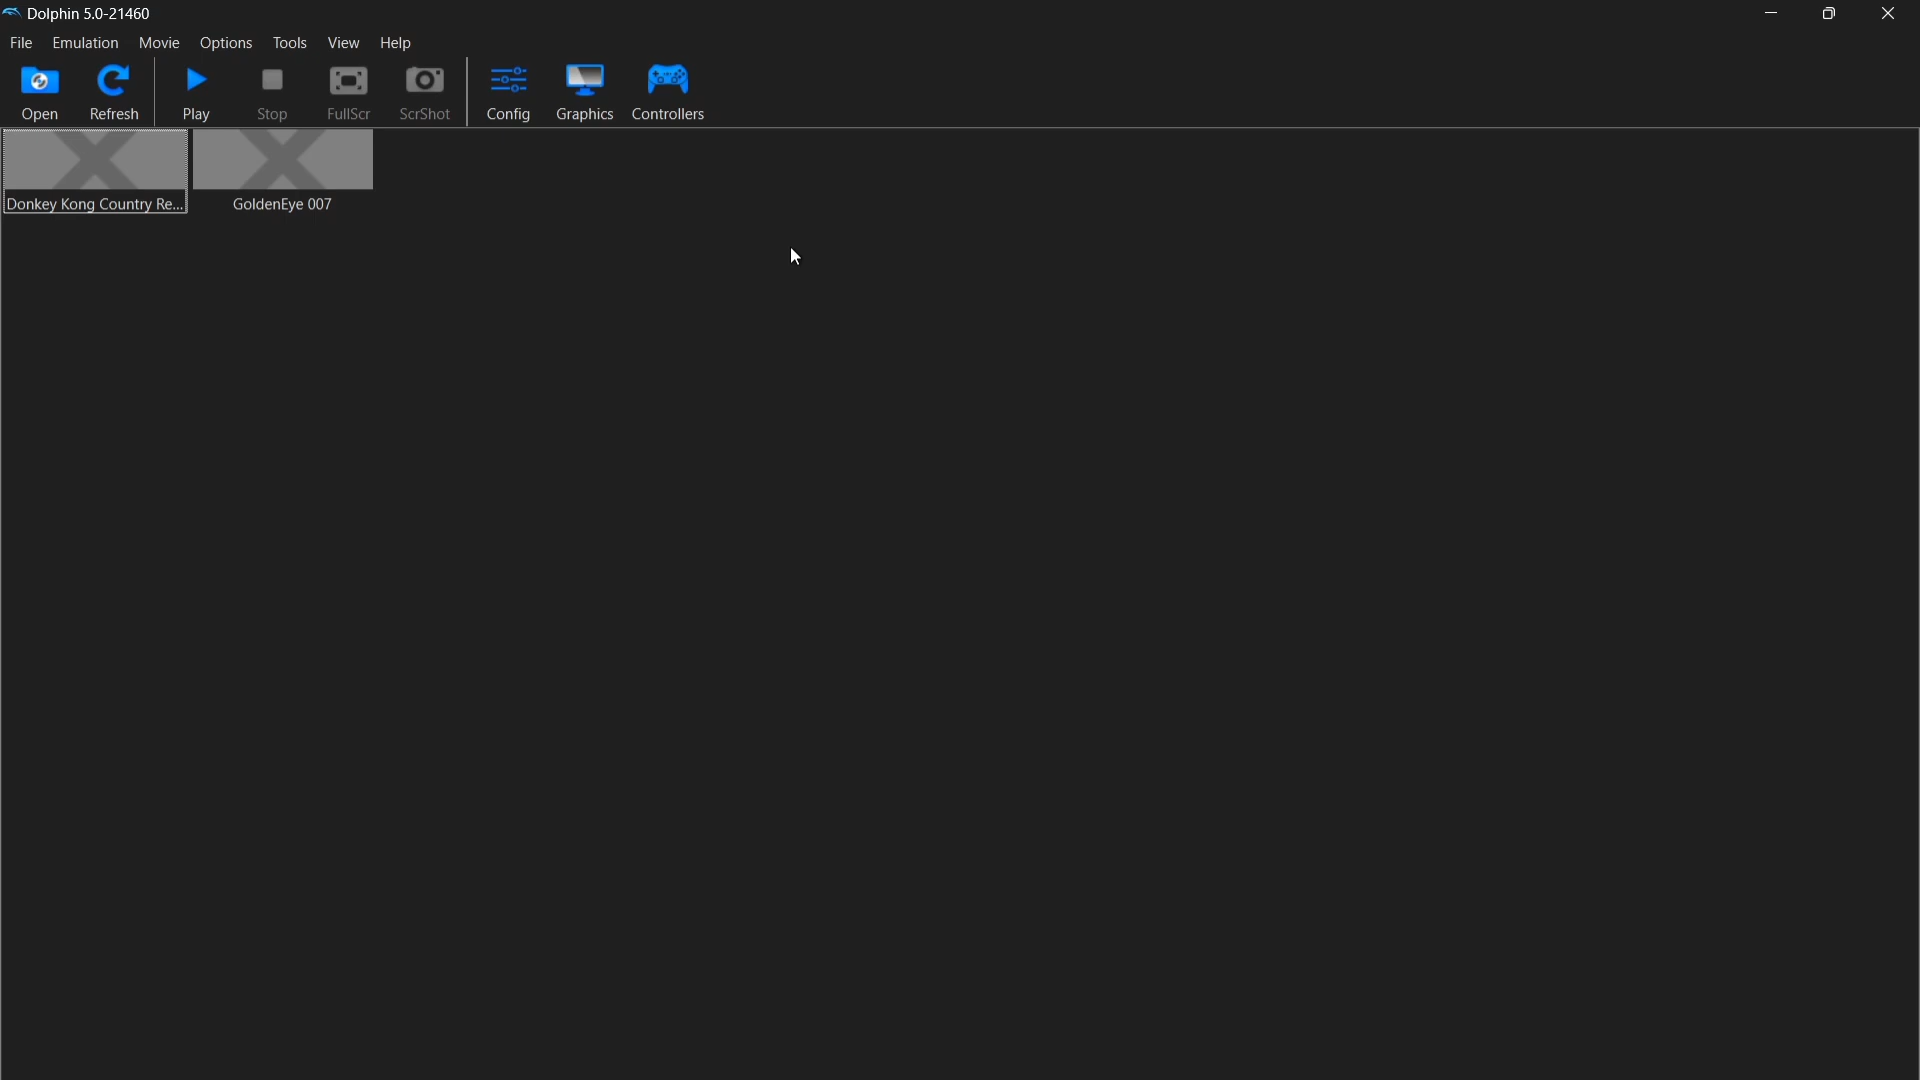 Dolphin 5.0-21460
File Emulation Movie Options Tools View Help
Open Refresh Play Stop FullScr ScrShot Config Graphics Controllers
Donkey Kong Country Re... GoldenEye 007